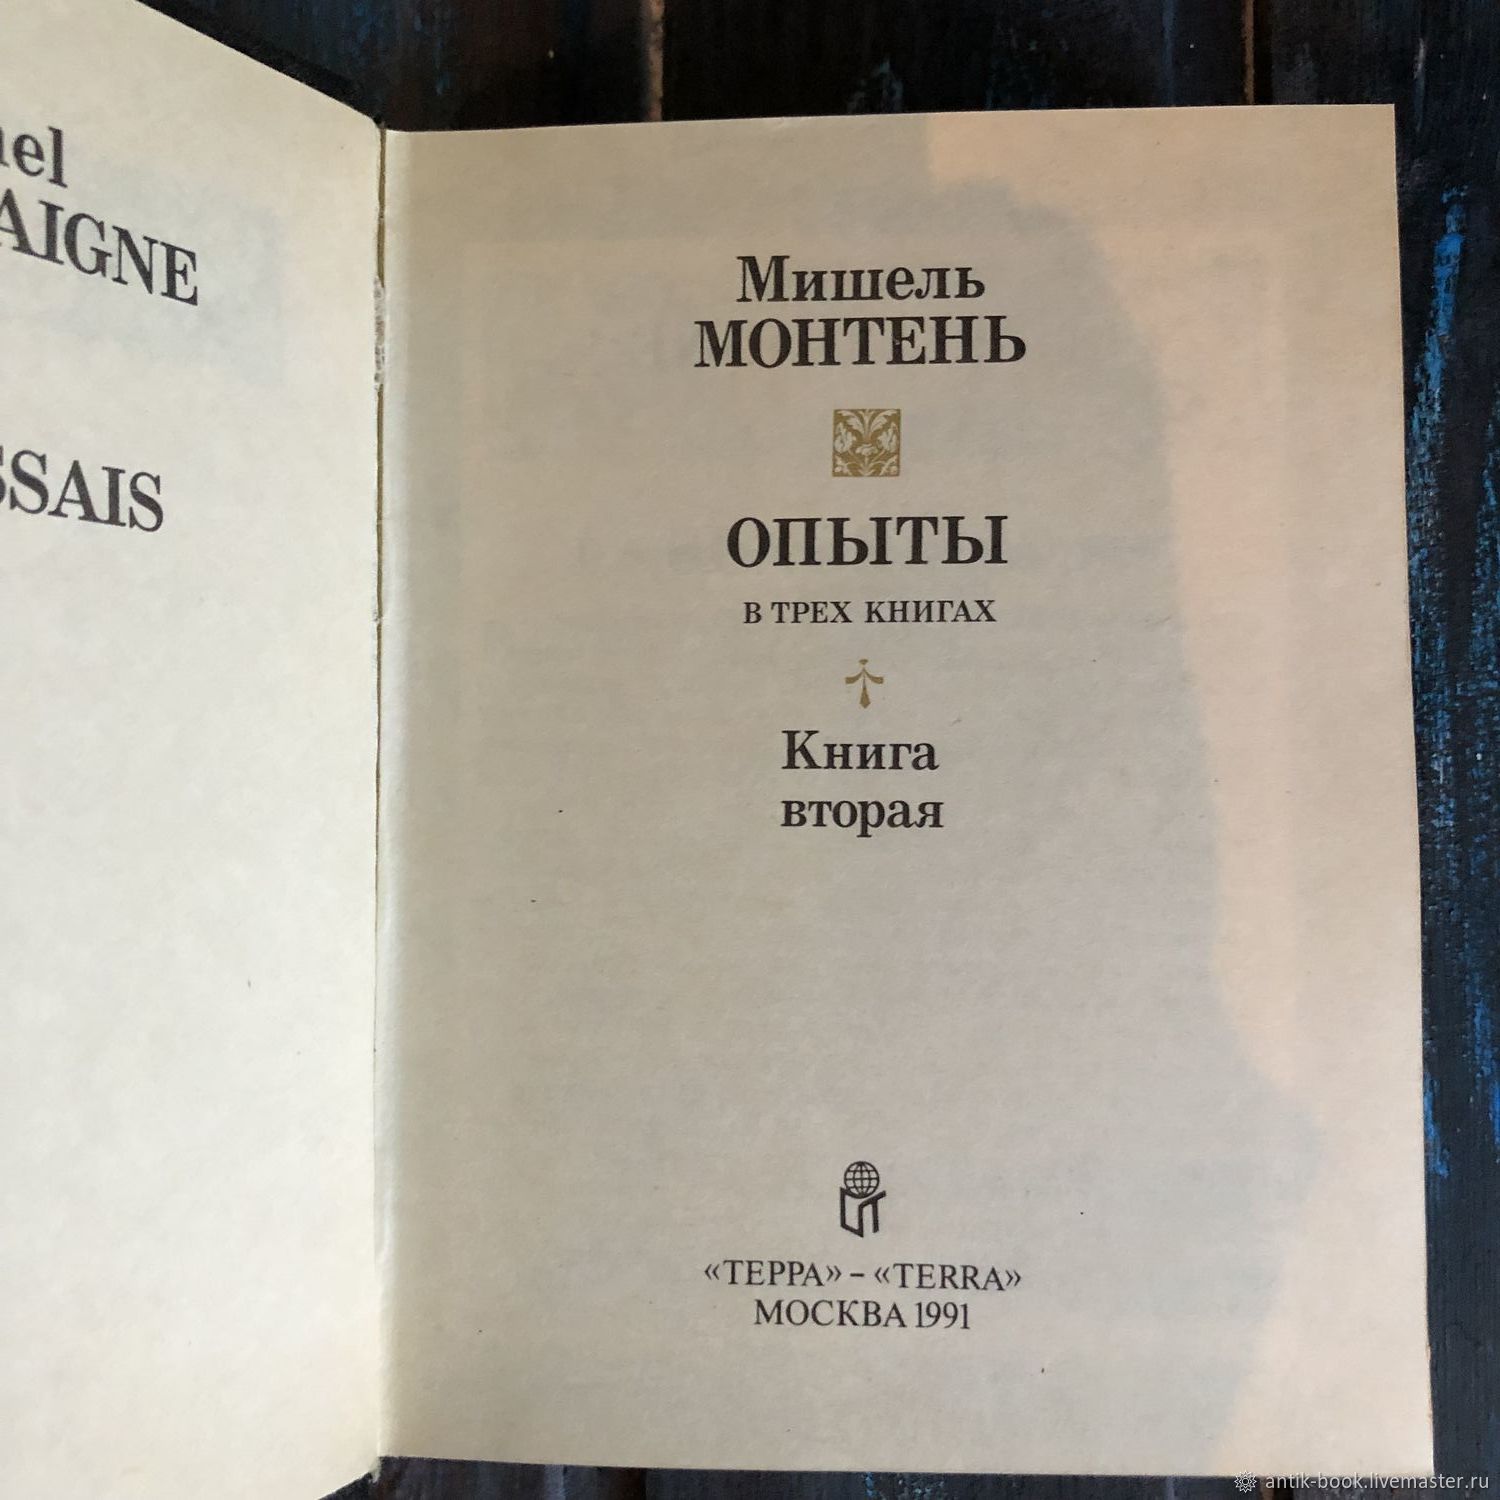 AIGNE
SSAIS
Мишель
МОНТЕНЬ
ОПЫТЫ
В ТРЕХ КНИГАХ
Книга
вторая
«ТЕРРА» – «TERRA»
МОСКВА 1991
antik-book.livemaster.ru